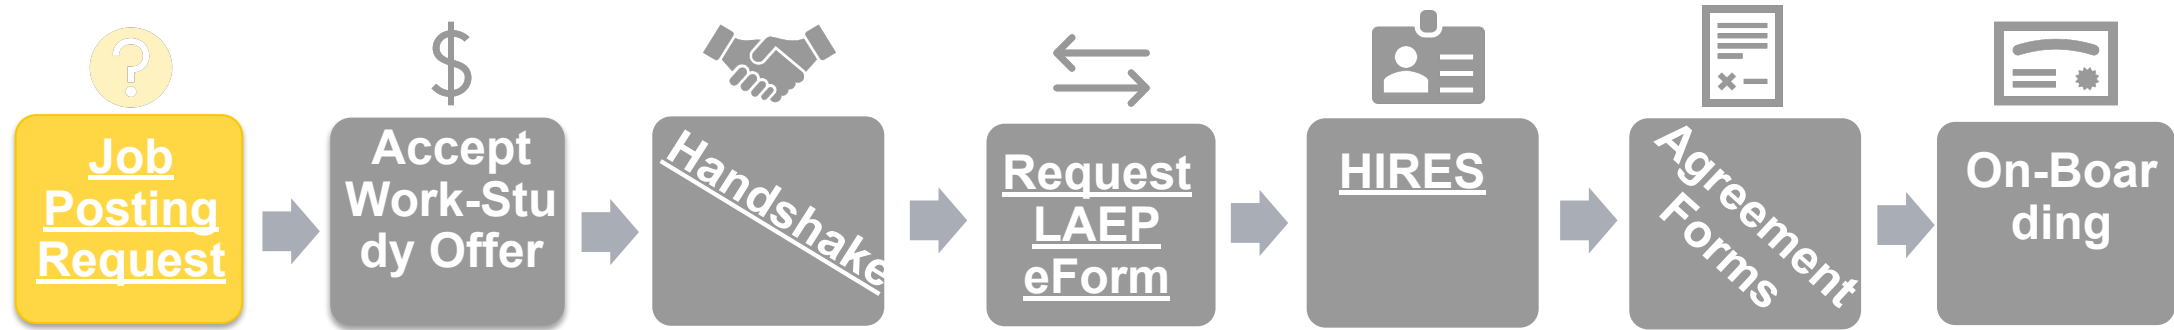 Job
Posting
Request
Accept
Work-Stu
dy Offer
Handshake
Request
LAEP
eForm
HIRES
Agreement
Forms
On-Boar
ding